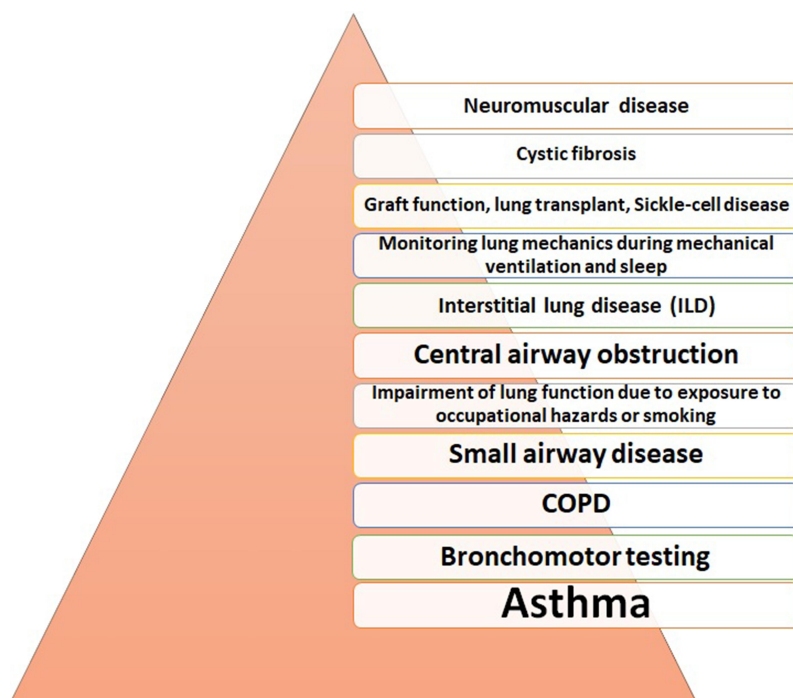 Neuromuscular disease
Cystic fibrosis
Graft function, lung transplant, Sickle-cell disease
Monitoring lung mechanics during mechanical
ventilation and sleep
Interstitial lung disease (ILD)
Central airway obstruction
Impairment of lung function due to exposure to
occupational hazards or smoking
Small airway disease
COPD
Bronchomotor testing
Asthma